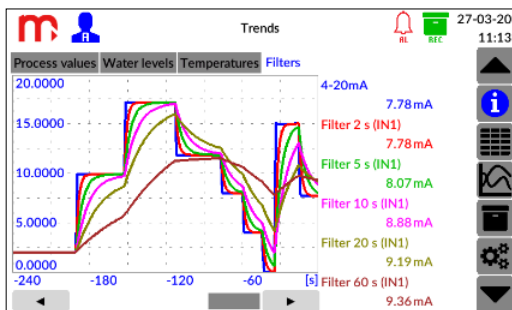 m
Trends
27-03-20
A
AL
REC
11:13
Process values Water levels Temperatures Filters
20.0000
15.0000
10.0000
5.0000
0.0000
-240 -180 -120 -60 [s]
4-20mA
7.78 mA
Filter 2 s (IN1)
7.78 mA
Filter 5 s (IN1)
8.07 mA
Filter 10 s (IN1)
8.88 mA
Filter 20 s (IN1)
9.19 mA
Filter 60 s (IN1)
9.36 mA
i